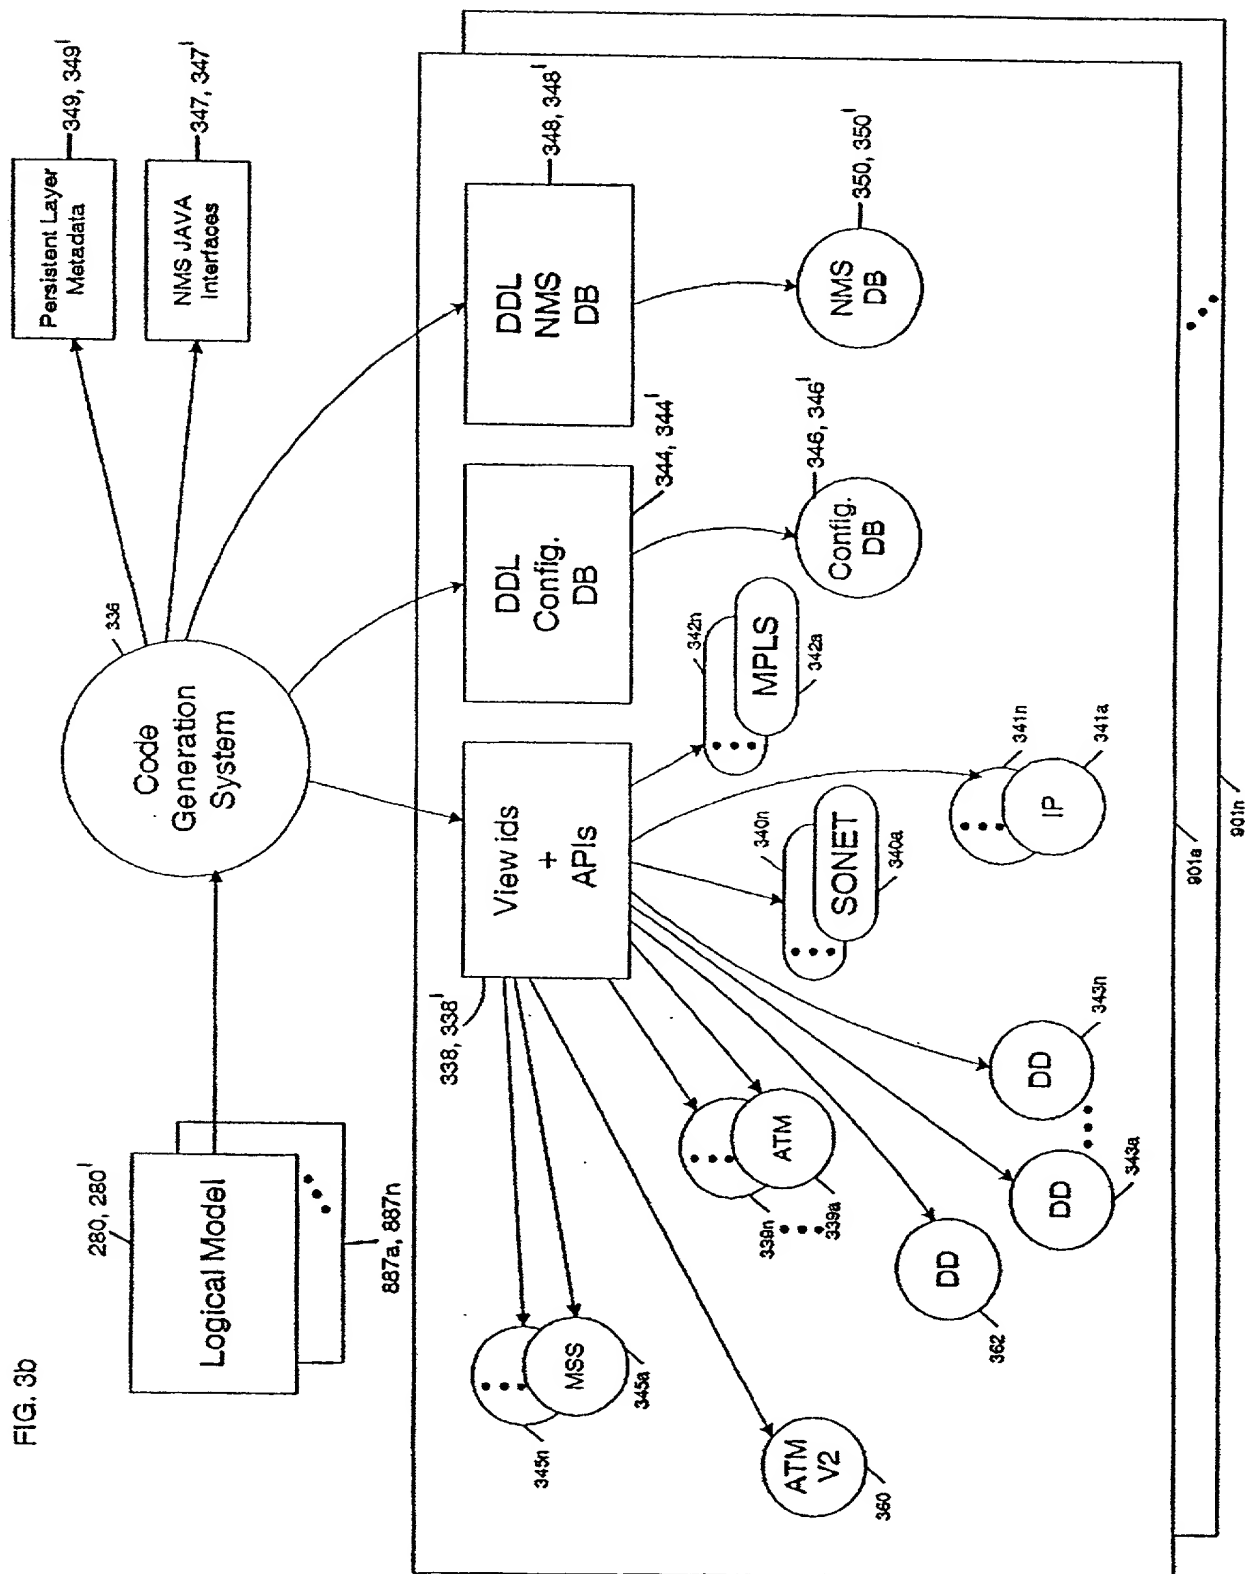 FIG. 3b
280, 280'
Logical Model
887a, 887n
336
Code
Generation
System
Persistent Layer
Metadata
349, 349'
NMS JAVA
Interfaces
347, 347'
338, 338'
View ids
+
APIs
DDL
Config.
DB
344, 344'
DDL
NMS
DB
348, 348'
345n
MSS
345a
ATM
V2
360
339n
339a
ATM
DD
362
DD
343a
DD
343n
340n
SONET
340a
342n
MPLS
342a
341n
IP
341a
Config.
DB
346, 346'
NMS
DB
350, 350'
901a
901n